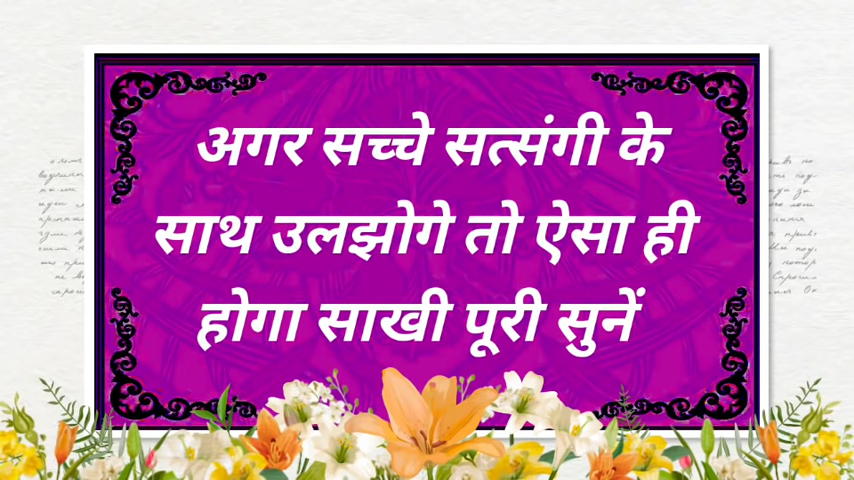 अगर सच्चे सत्संगी के
साथ उलझोगे तो ऐसा ही
होगा साखी पूरी सुनें